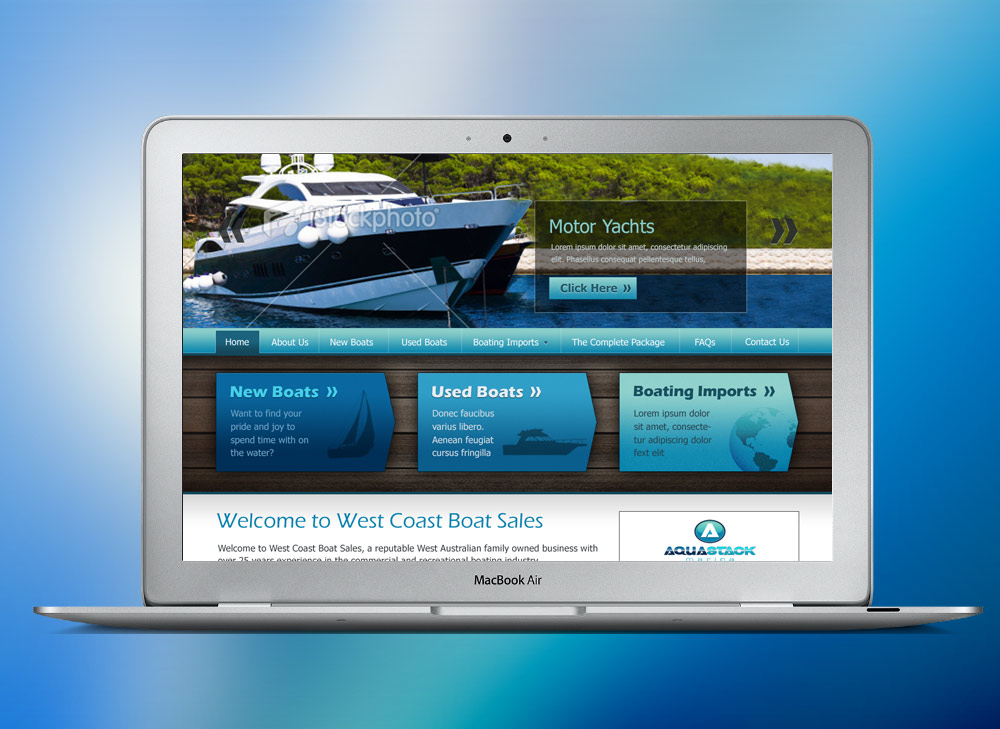 iStockphoto
Motor Yachts
Lorem ipsum dolor sit amet, consectetur adipiscing
elit. Phasellus consequat pellentesque tellus,
Click Here »
Home About Us New Boats Used Boats Boating Imports The Complete Package FAQs Contact Us
New Boats »
Want to find your
pride and joy to
spend time with on
the water?
Used Boats »
Donec faucibus
varius libero.
Aenean feugiat
cursus fringilla
Boating Imports »
Lorem ipsum dolor
sit amet, consecte-
tur adipiscing dolor
fext elit
Welcome to West Coast Boat Sales
Welcome to West Coast Boat Sales, a reputable West Australian family owned business with
over 25 years experience in the commercial and recreational boating industry
A
AQUASTACK
marine
MacBook Air